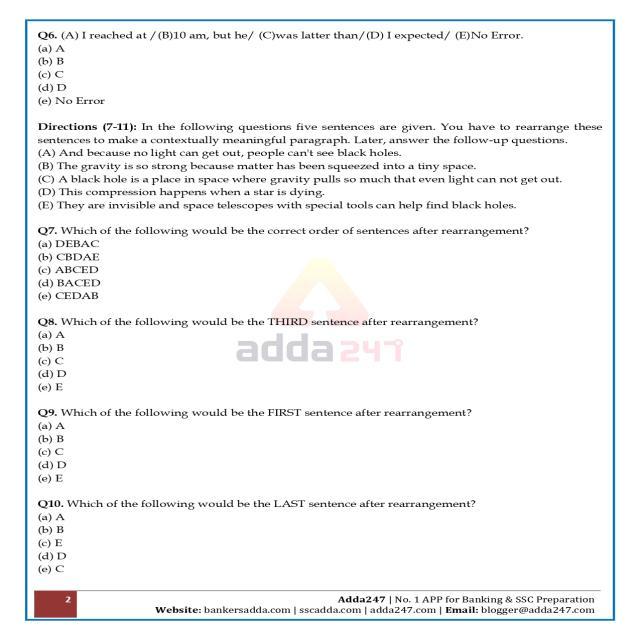 Q6. (A) I reached at /(B)10 am, but he/ (C)was latter than/(D) I expected/ (E)No Error.
(a) A
(b) B
(c) C
(d) D
(e) No Error
Directions (7-11): In the following questions five sentences are given. You have to rearrange these
sentences to make a contextually meaningful paragraph. Later, answer the follow-up questions.
(A) And because no light can get out, people can't see black holes.
(B) The gravity is so strong because matter has been squeezed into a tiny space.
(C) A black hole is a place in space where gravity pulls so much that even light can not get out.
(D) This compression happens when a star is dying.
(E) They are invisible and space telescopes with special tools can help find black holes.
Q7. Which of the following would be the correct order of sentences after rearrangement?
(a) DEBAC
(b) CBDAE
(c) ABCED
(d) BACED
(e) CEDAB
Q8. Which of the following would be the THIRD sentence after rearrangement?
(a) A
(b) B
(c) C
(d) D
(e) E
adda247
Q9. Which of the following would be the FIRST sentence after rearrangement?
(a) A
(b) B
(c) C
(d) D
(e) E
Q10. Which of the following would be the LAST sentence after rearrangement?
(a) A
(b) B
(c) E
(d) D
(e) C
2
Adda247 | No. 1 APP for Banking & SSC Preparation
Website: bankersadda.com | sscadda.com | adda247.com | Email: blogger@adda247.com